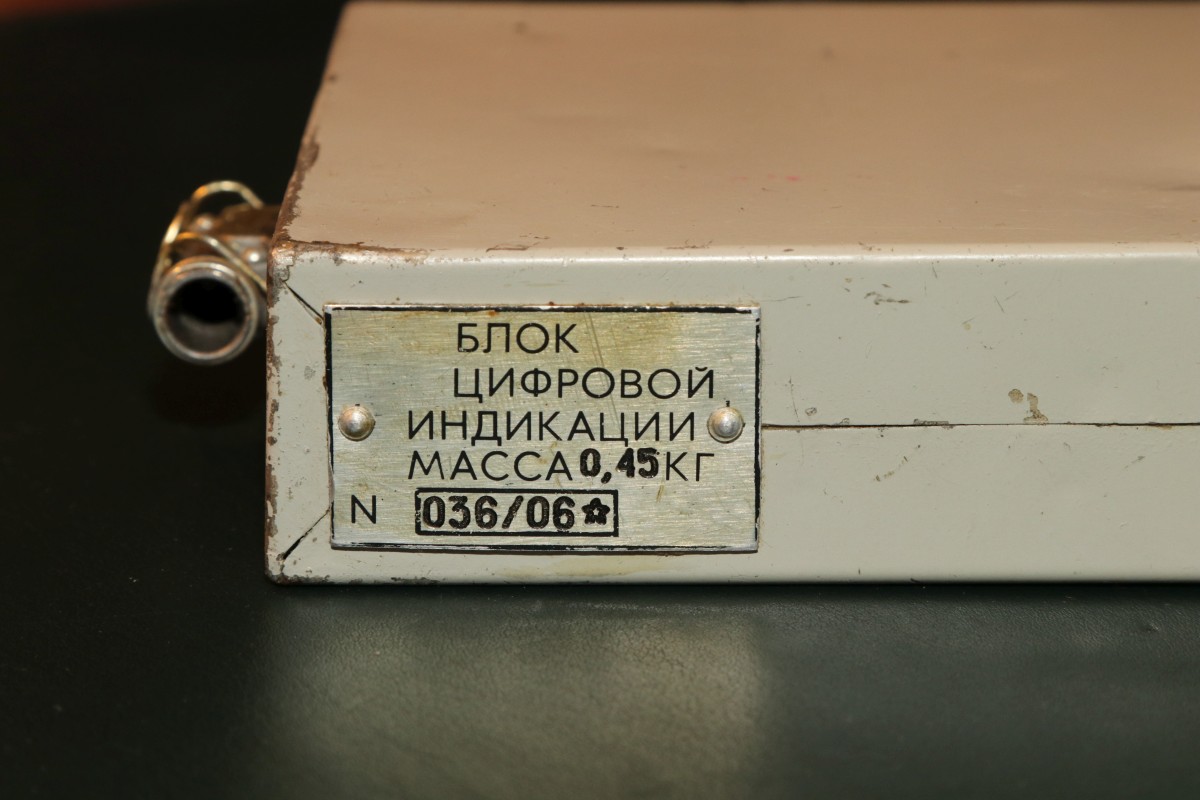 БЛОК
ЦИФРОВОЙ
ИНДИКАЦИИ
МАССА 0,45 КГ
N 036/06☆